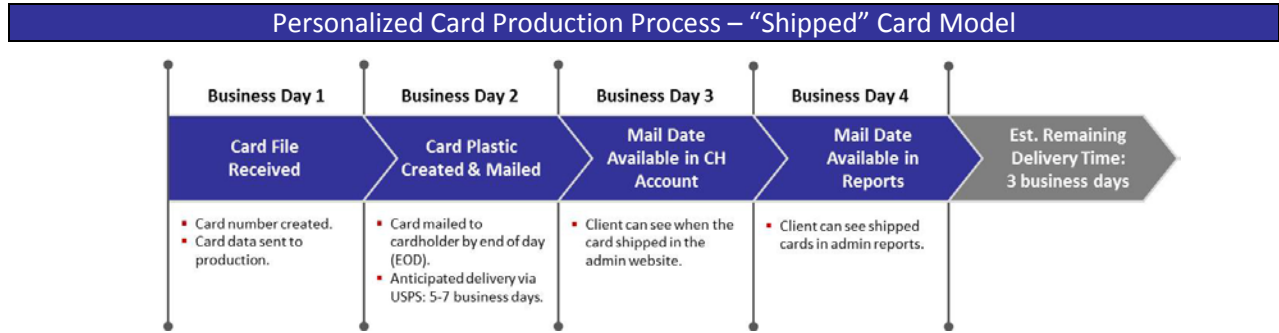 Personalized Card Production Process – “Shipped” Card Model
Business Day 1
Business Day 2
Business Day 3
Business Day 4
Card File
Received
Card Plastic
Created & Mailed
Mail Date
Available in CH
Account
Mail Date
Available in
Reports
Est. Remaining
Delivery Time:
3 business days
▪ Card number created.
▪ Card data sent to
production.
▪ Card mailed to
cardholder by end of day
(EOD).
▪ Anticipated delivery via
USPS: 5-7 business days.
▪ Client can see when the
card shipped in the
admin website.
▪ Client can see shipped
cards in admin reports.